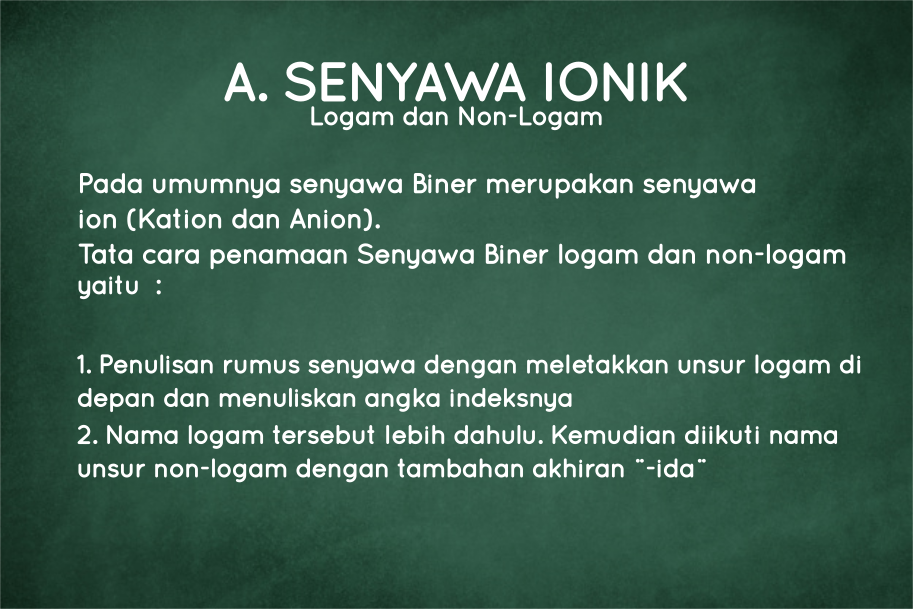 A. SENYAWA IONIK
Logam dan Non-Logam
Pada umumnya senyawa Biner merupakan senyawa
ion (Kation dan Anion).
Tata cara penamaan Senyawa Biner logam dan non-logam
yaitu :
1. Penulisan rumus senyawa dengan meletakkan unsur logam di
depan dan menuliskan angka indeksnya
2. Nama logam tersebut lebih dahulu. Kemudian diikuti nama
unsur non-logam dengan tambahan akhiran "-ida"